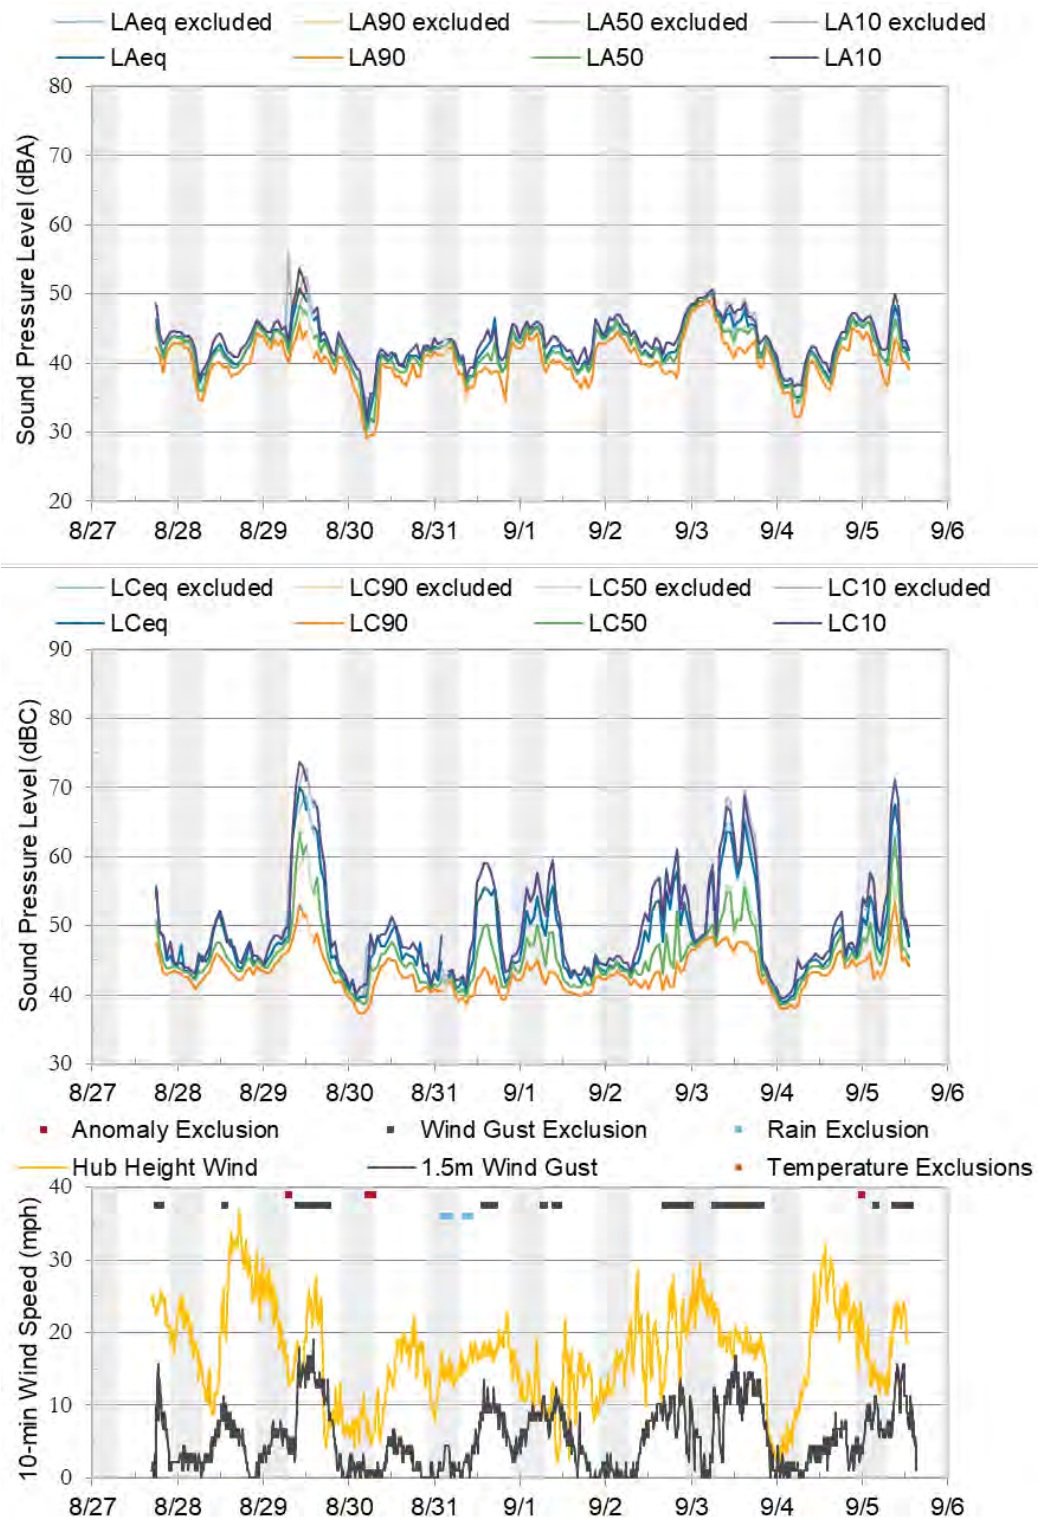 LAeq excluded LA90 excluded LA50 excluded LA10 excluded
LAeq LA90 LA50 LA10
Sound Pressure Level (dBA)
80
70
60
50
40
30
20
8/27 8/28 8/29 8/30 8/31 9/1 9/2 9/3 9/4 9/5 9/6
LCeq excluded LC90 excluded LC50 excluded LC10 excluded
LCeq LC90 LC50 LC10
Sound Pressure Level (dBC)
90
80
70
60
50
40
30
8/27 8/28 8/29 8/30 8/31 9/1 9/2 9/3 9/4 9/5 9/6
Anomaly Exclusion Wind Gust Exclusion Rain Exclusion
Hub Height Wind 1.5m Wind Gust Temperature Exclusions
10-min Wind Speed (mph)
40
30
20
10
0
8/27 8/28 8/29 8/30 8/31 9/1 9/2 9/3 9/4 9/5 9/6